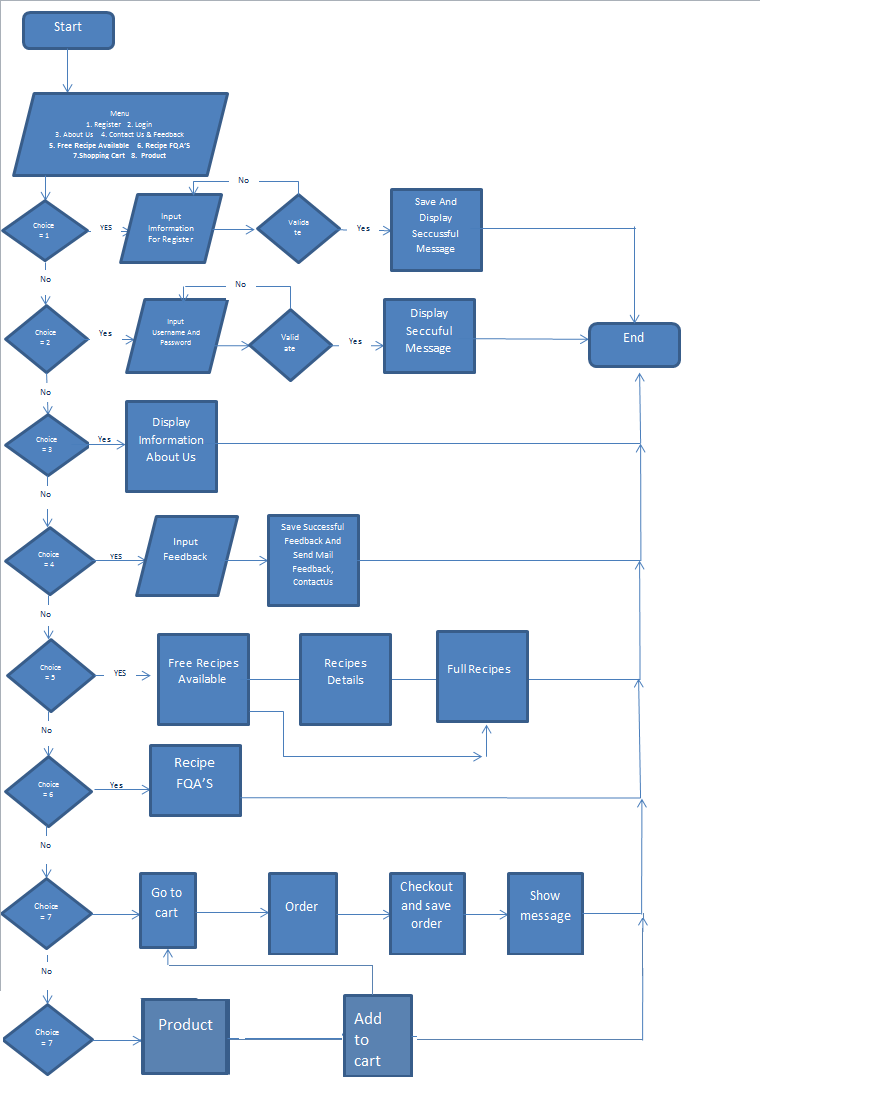 Start
Menu
1. Register 2. Login
3. About Us 4. Contact Us & Feedback
5. Free Recipe Available 6. Recipe FQA'S
7.Shopping Cart 8. Product
No
Choice
= 1
YES
Input
Imformation
For Register
Valida
te
Yes
Save And
Display
Seccussful
Message
No
No
Choice
= 2
Yes
Input
Username And
Password
Valid
ate
Yes
Display
Seccuful
Message
End
No
Choice
= 3
Yes
Display
Imformation
About Us
No
Choice
= 4
YES
Input
Feedback
Save Successful
Feedback And
Send Mail
Feedback,
ContactUs
No
Choice
= 5
YES
Free Recipes
Available
Recipes
Details
Full Recipes
No
Choice
= 6
Yes
Recipe
FQA'S
No
Choice
= 7
Go to
cart
Order
Checkout
and save
order
Show
message
No
Choice
= 7
Product
Add
to
cart